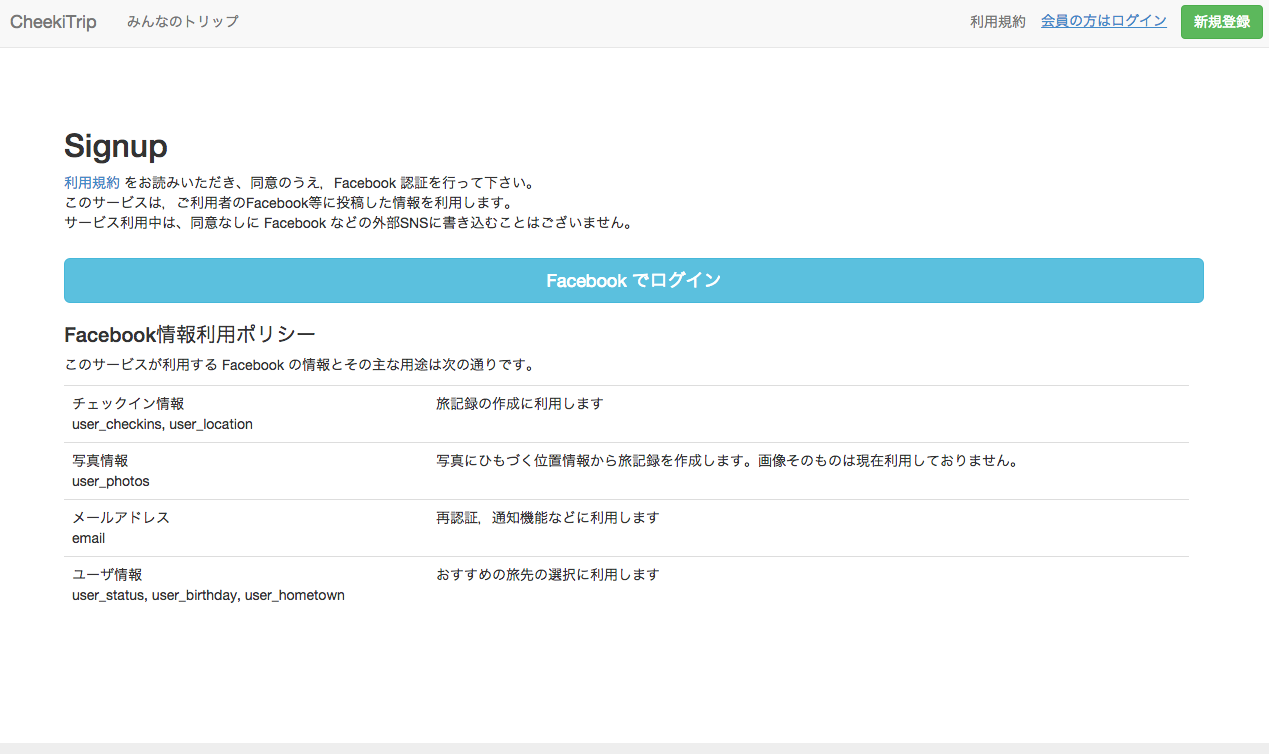 CheekiTrip みんなのトリップ 利用規約 会員の方はログイン 新規登録
Signup
利用規約 をお読みいただき、同意のうえ，Facebook 認証を行って下さい。
このサービスは，ご利用者のFacebook等に投稿した情報を利用します。
サービス利用中は、同意なしに Facebook などの外部SNSに書き込むことはございません。
Facebook でログイン
Facebook情報利用ポリシー
このサービスが利用する Facebook の情報とその主な用途は次の通りです。
チェックイン情報 旅記録の作成に利用します
user_checkins, user_location
写真情報 写真にひもづく位置情報から旅記録を作成します。画像そのものは現在利用しておりません。
user_photos
メールアドレス 再認証，通知機能などに利用します
email
ユーザ情報 おすすめの旅先の選択に利用します
user_status, user_birthday, user_hometown